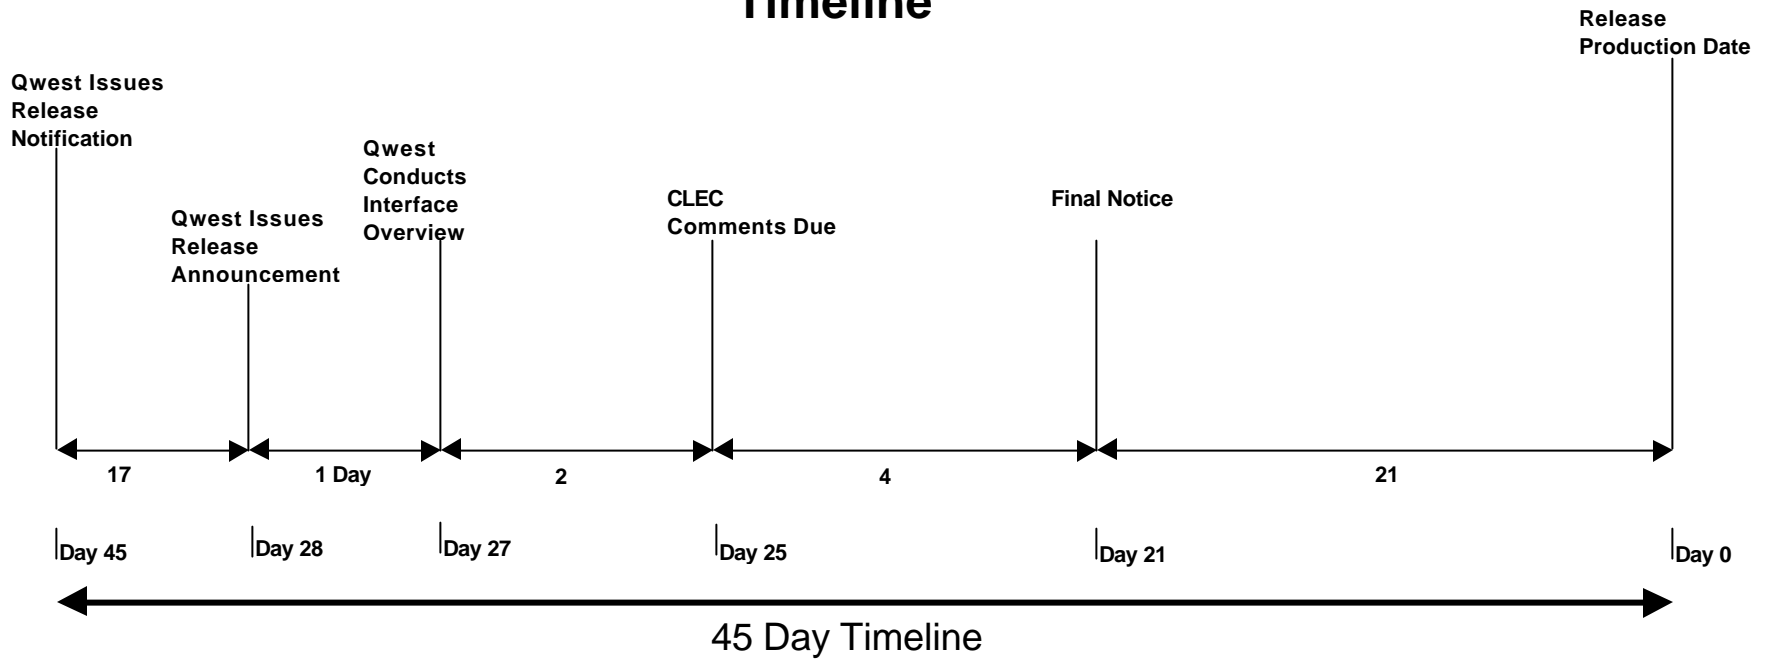 Timeline
Release
Production Date
Qwest Issues
Release
Notification
Qwest
Conducts
Interface
Overview
Qwest Issues
Release
Announcement
CLEC
Comments Due
Final Notice
17
1 Day
2
4
21
Day 45
Day 28
Day 27
Day 25
Day 21
Day 0
45 Day Timeline